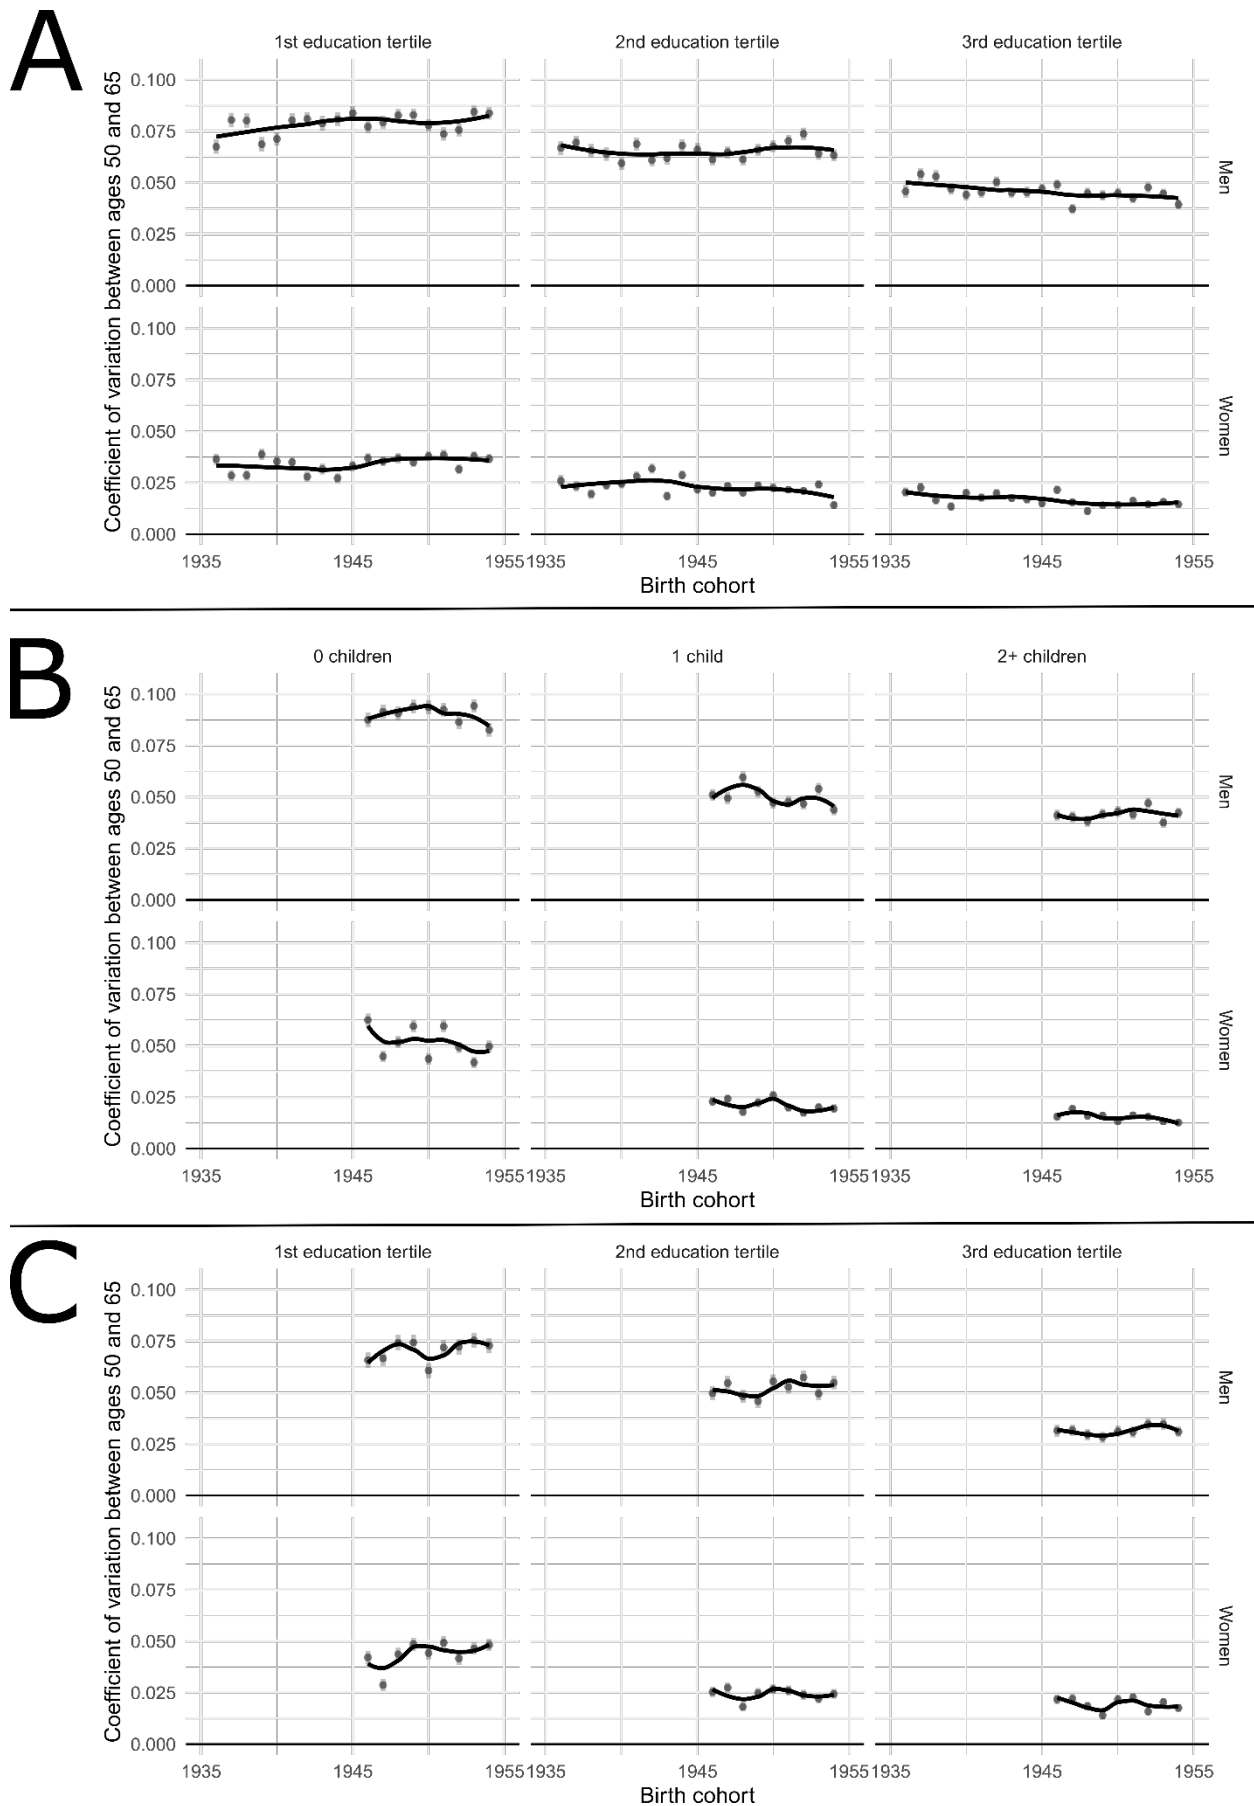 A
1st education tertile 2nd education tertile 3rd education tertile
Coefficient of variation between ages 50 and 65
0.100
0.075
0.050
0.025
0.000
Men
0.100
0.075
0.050
0.025
0.000
Women
1935 1945 1955 1935 1945 1955 1935 1945 1955
Birth cohort
B
0 children 1 child 2+ children
Coefficient of variation between ages 50 and 65
0.100
0.075
0.050
0.025
0.000
Men
0.100
0.075
0.050
0.025
0.000
Women
1935 1945 1955 1935 1945 1955 1935 1945 1955
Birth cohort
C
1st education tertile 2nd education tertile 3rd education tertile
Coefficient of variation between ages 50 and 65
0.100
0.075
0.050
0.025
0.000
Men
0.100
0.075
0.050
0.025
0.000
Women
1935 1945 1955 1935 1945 1955 1935 1945 1955
Birth cohort